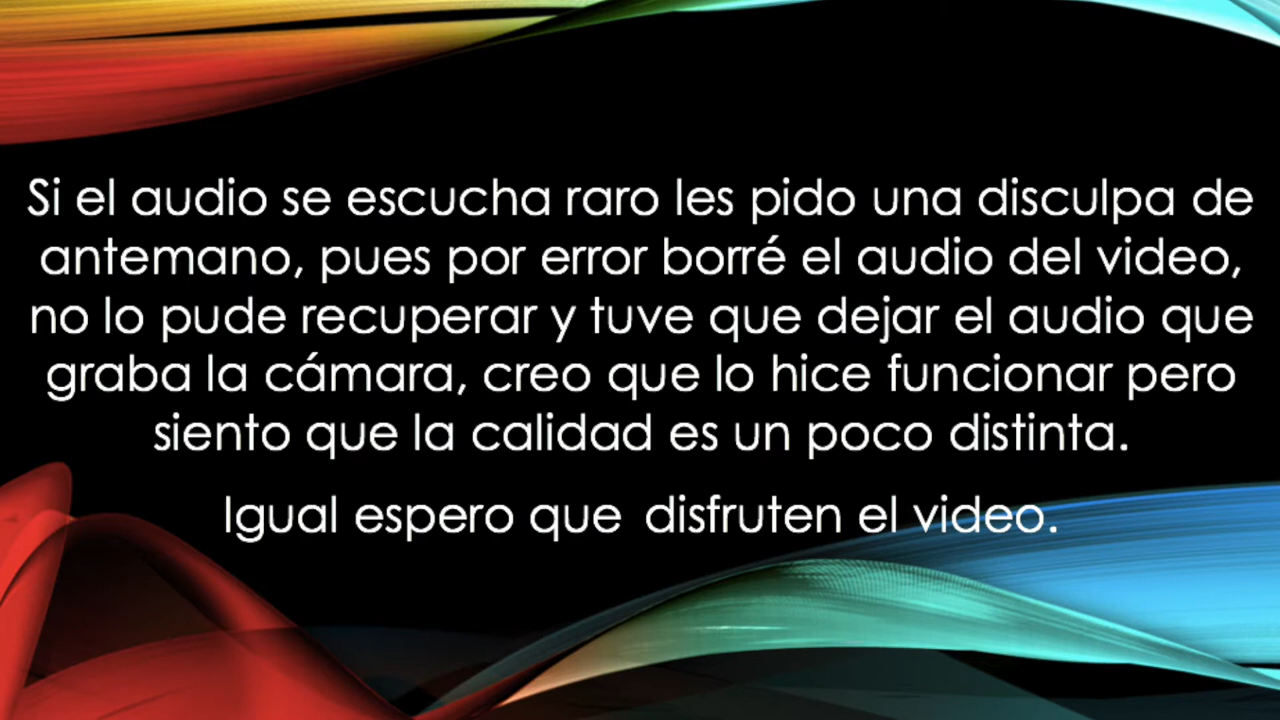 Si el audio se escucha raro les pido una disculpa de
antemano, pues por error borré el audio del video,
no lo pude recuperar y tuve que dejar el audio que
graba la cámara, creo que lo hice funcionar pero
siento que la calidad es un poco distinta.
Igual espero que disfruten el video.